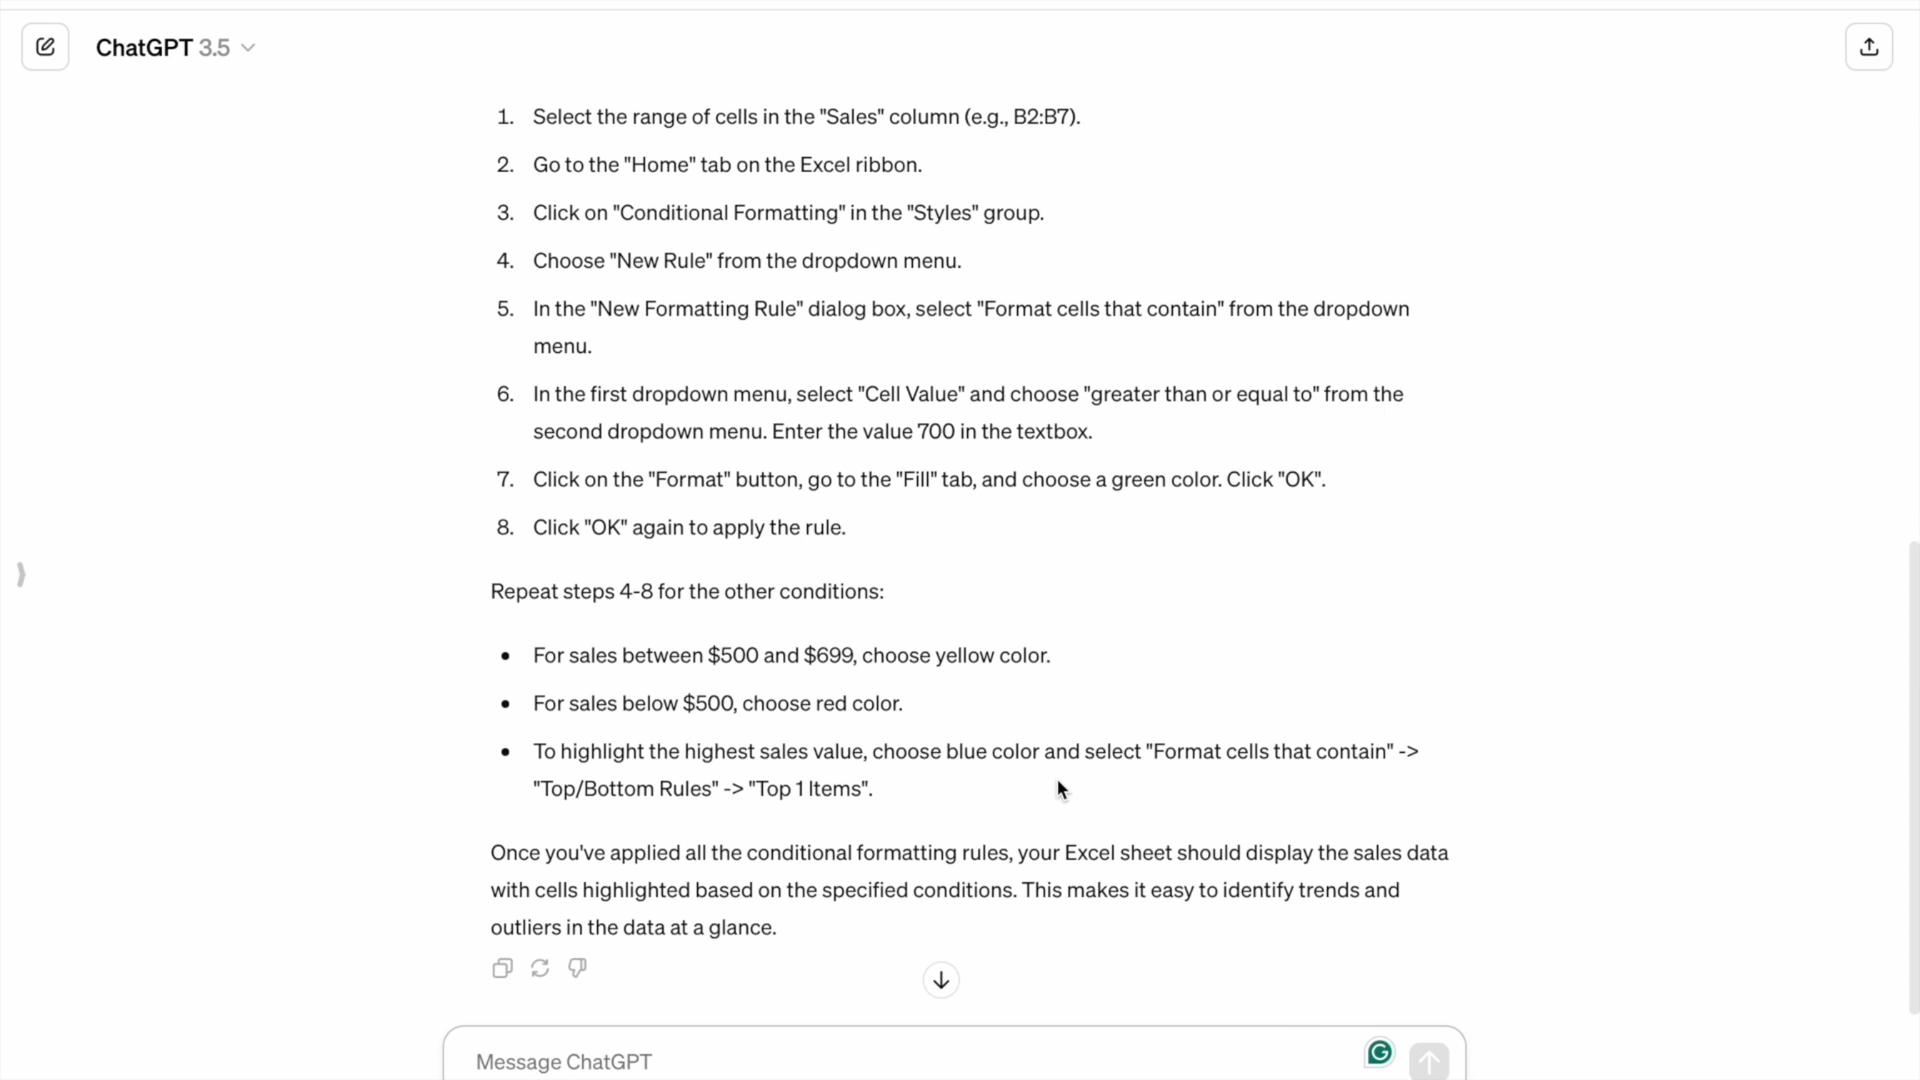 ChatGPT 3.5
1. Select the range of cells in the "Sales" column (e.g., B2:B7).
2. Go to the "Home" tab on the Excel ribbon.
3. Click on "Conditional Formatting" in the "Styles" group.
4. Choose "New Rule" from the dropdown menu.
5. In the "New Formatting Rule" dialog box, select "Format cells that contain" from the dropdown
menu.
6. In the first dropdown menu, select "Cell Value" and choose "greater than or equal to" from the
second dropdown menu. Enter the value 700 in the textbox.
7. Click on the "Format" button, go to the "Fill" tab, and choose a green color. Click "OK".
8. Click "OK" again to apply the rule.
Repeat steps 4-8 for the other conditions:
• For sales between $500 and $699, choose yellow color.
• For sales below $500, choose red color.
• To highlight the highest sales value, choose blue color and select "Format cells that contain" ->
"Top/Bottom Rules" -> "Top 1 Items".
Once you've applied all the conditional formatting rules, your Excel sheet should display the sales data
with cells highlighted based on the specified conditions. This makes it easy to identify trends and
outliers in the data at a glance.
Message ChatGPT